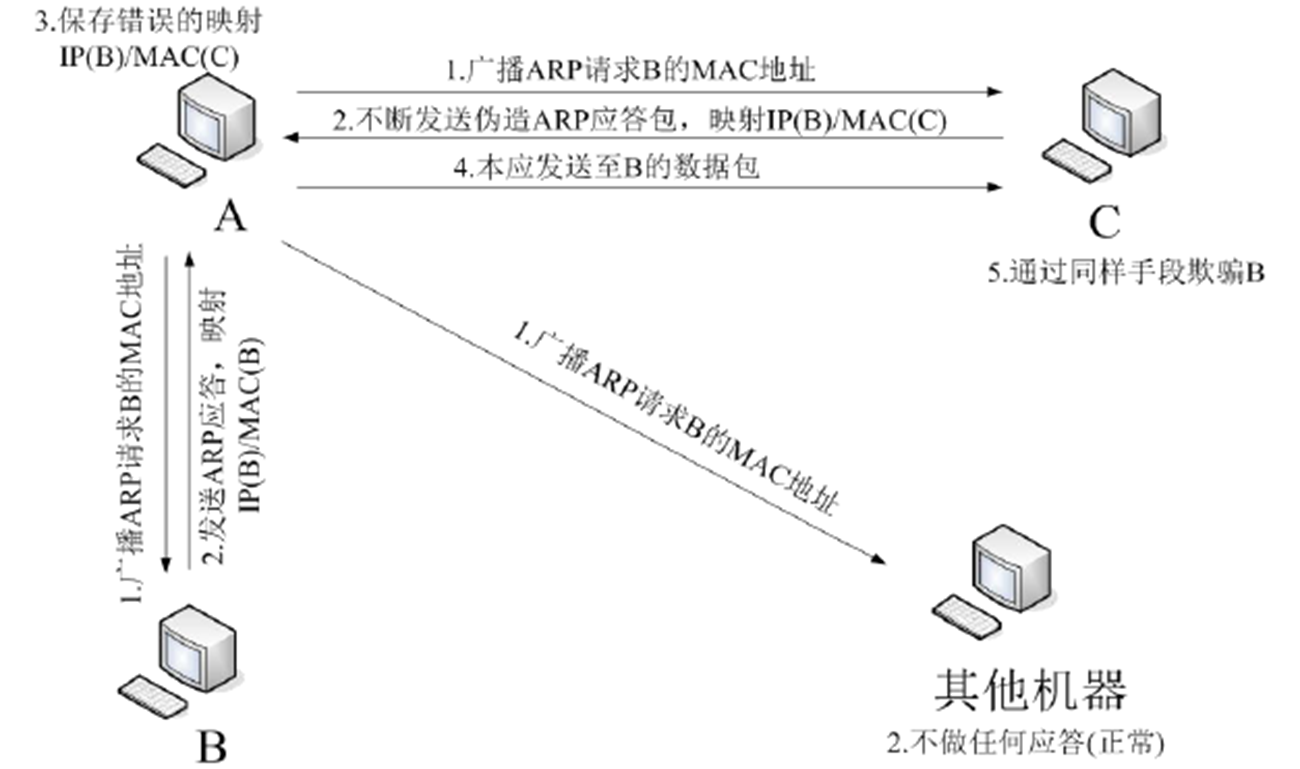 3.保存错误的映射
IP(B)/MAC(C)
1.广播ARP请求B的MAC地址
2.不断发送伪造ARP应答包，映射IP(B)/MAC(C)
4.本应发送至B的数据包
A
C
5.通过同样手段欺骗B
1.广播ARP请求B的MAC地址
2.发送ARP应答，映射
IP(B)/MAC(B)
1.广播ARP请求B的MAC地址
B
其他机器
2.不做任何应答(正常)